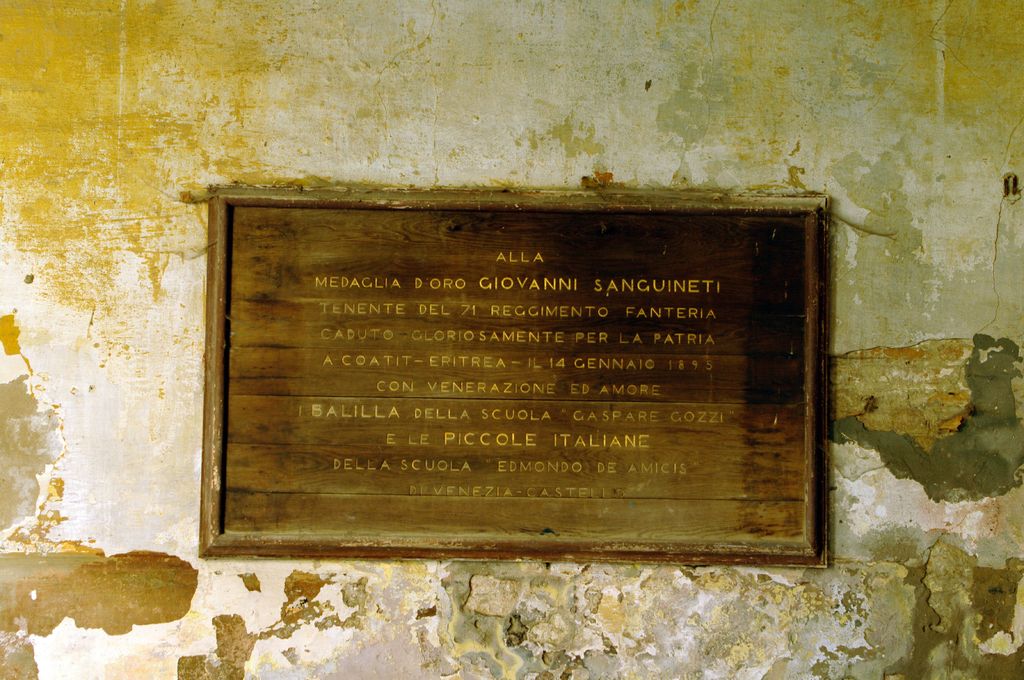 ALLA
MEDAGLIA D'ORO GIOVANNI SANGUINETI
TENENTE DEL 71 REGGIMENTO FANTERIA
CADUTO GLORIOSAMENTE PER LA PATRIA
A COATIT-ERITREA-IL 14 GENNAIO 1895
CON VENERAZIONE ED AMORE
I BALILLA DELLA SCUOLA "GASPARE GOZZI"
E LE PICCOLE ITALIANE
DELLA SCUOLA "EDMONDO DE AMICIS"
DI VENEZIA-CASTELLO